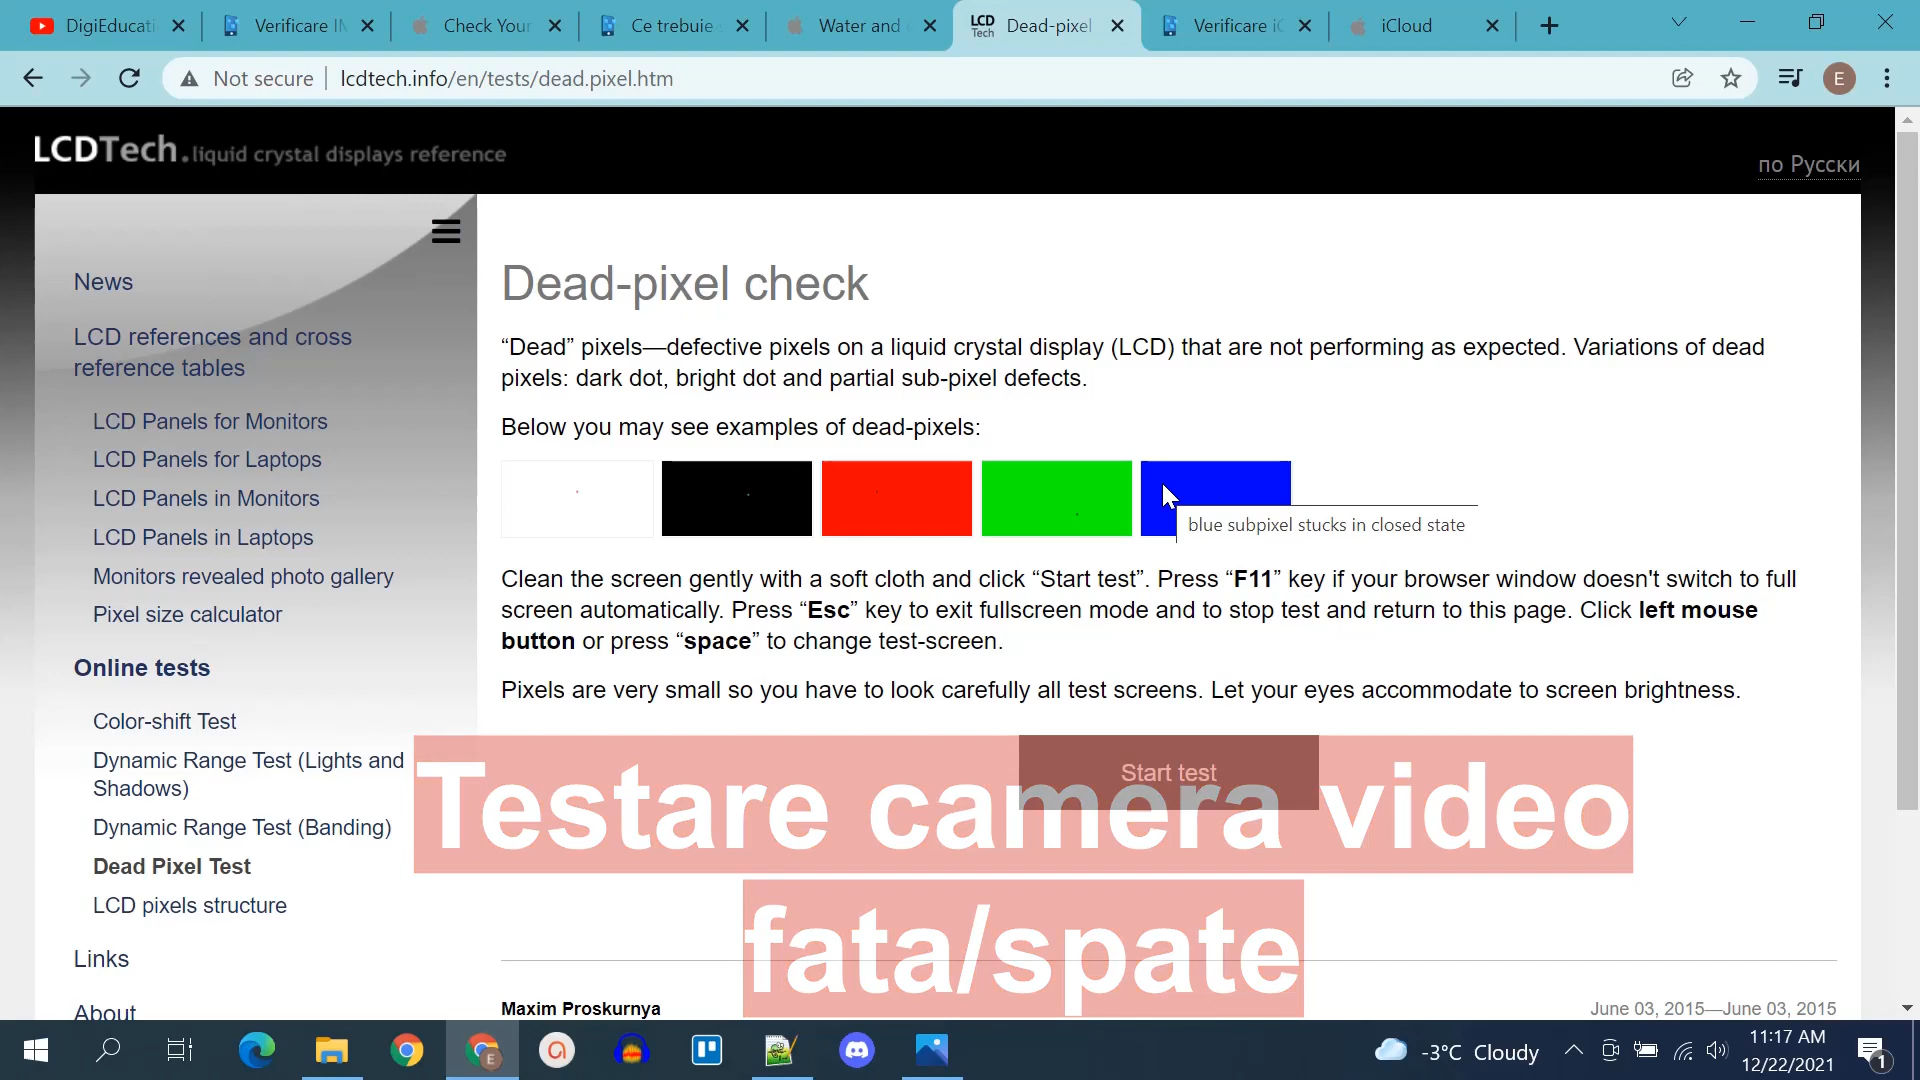 DigiEducati
Verificare IM
Check Your
Ce trebuie
Water and
Dead-pixel
Verificare iC
iCloud
Not secure
lcdtech.info/en/tests/dead.pixel.htm
E
LCDTech.liquid crystal displays reference
по Русски
News
LCD references and cross
reference tables
LCD Panels for Monitors
LCD Panels for Laptops
LCD Panels in Monitors
LCD Panels in Laptops
Monitors revealed photo gallery
Pixel size calculator
Online tests
Color-shift Test
Dynamic Range Test (Lights and
Shadows)
Dynamic Range Test (Banding)
Dead Pixel Test
LCD pixels structure
Links
About
Dead-pixel check
“Dead” pixels—defective pixels on a liquid crystal display (LCD) that are not performing as expected. Variations of dead
pixels: dark dot, bright dot and partial sub-pixel defects.
Below you may see examples of dead-pixels:
blue subpixel stucks in closed state
Clean the screen gently with a soft cloth and click “Start test”. Press “F11” key if your browser window doesn't switch to full
screen automatically. Press “Esc” key to exit fullscreen mode and to stop test and return to this page. Click left mouse
button or press “space” to change test-screen.
Pixels are very small so you have to look carefully all test screens. Let your eyes accommodate to screen brightness.
Start test
Testare camera video
fata/spate
Maxim Proskurnya
June 03, 2015—June 03, 2015
-3°C Cloudy
11:17 AM
12/22/2021
1